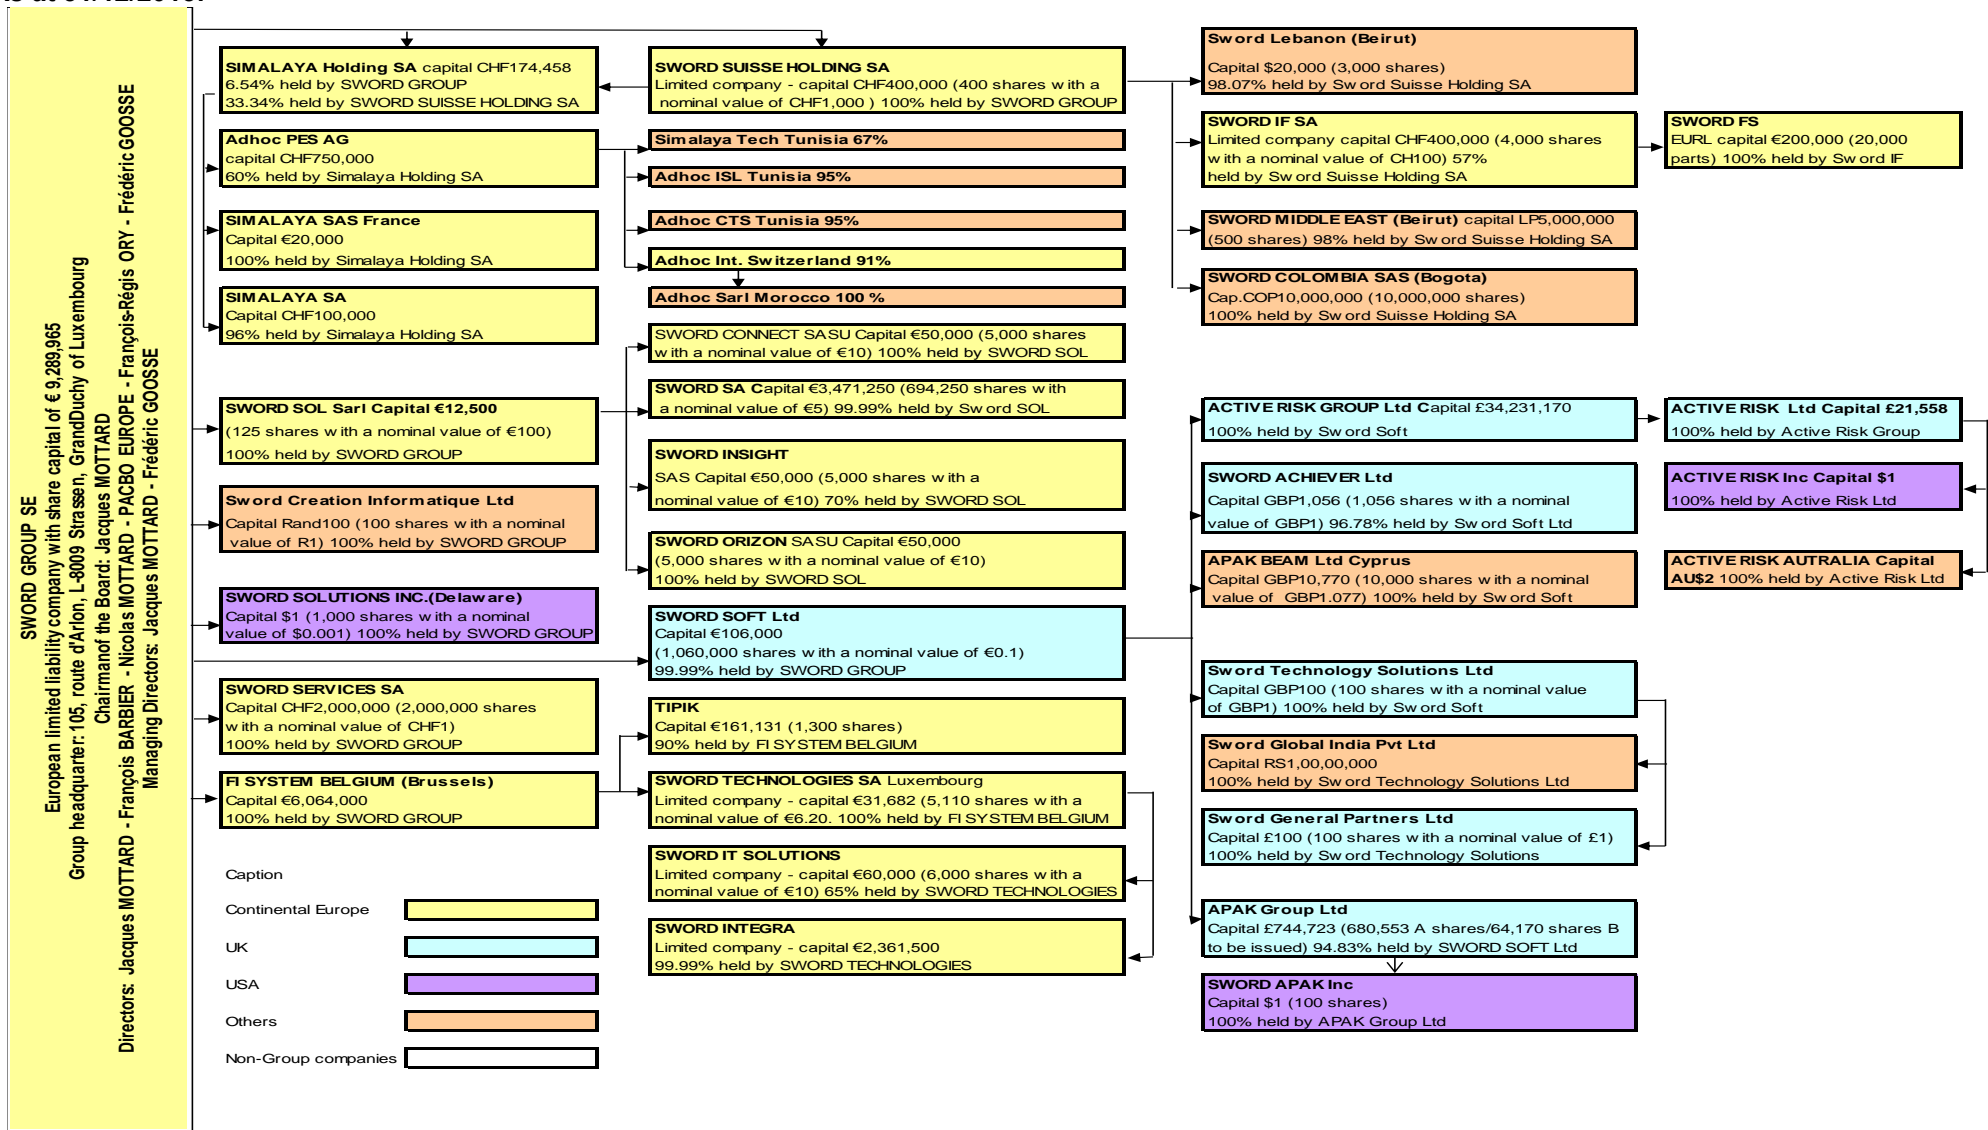 SWORD GROUP SE
European limited liability company with share capital of € 9,289,965
Group headquarter: 105, route d'Arlon, L-8009 Strassen, GrandDuchy of Luxembourg
Chairmanof the Board: Jacques MOTTARD
Directors: Jacques MOTTARD - François BARBIER - Nicolas MOTTARD - PACBO EUROPE - François-Régis ORY - Frédéric GOOSSE
Managing Directors: Jacques MOTTARD - Frédéric GOOSSE
SIMALAYA Holding SA capital CHF174,458
6.54% held by SWORD GROUP
33.34% held by SWORD SUISSE HOLDING SA
Adhoc PES AG
capital CHF750,000
60% held by Simalaya Holding SA
SIMALAYA SAS France
Capital €20,000
100% held by Simalaya Holding SA
SIMALAYA SA
Capital CHF100,000
96% held by Simalaya Holding SA
SWORD SOL Sarl Capital €12,500
(125 shares with a nominal value of €100)
100% held by SWORD GROUP
Sword Creation Informatique Ltd
Capital Rand100 (100 shares with a nominal
value of R1) 100% held by SWORD GROUP
SWORD SOLUTIONS INC.(Delaware)
Capital $1 (1,000 shares with a nominal
value of $0.001) 100% held by SWORD GROUP
SWORD SERVICES SA
Capital CHF2,000,000 (2,000,000 shares
with a nominal value of CHF1)
100% held by SWORD GROUP
FI SYSTEM BELGIUM (Brussels)
Capital €6,064,000
100% held by SWORD GROUP
Caption
Continental Europe
UK
USA
Others
Non-Group companies
SWORD SUISSE HOLDING SA
Limited company - capital CHF400,000 (400 shares with a
nominal value of CHF1,000 ) 100% held by SWORD GROUP
Simalaya Tech Tunisia 67%
Adhoc ISL Tunisia 95%
Adhoc CTS Tunisia 95%
Adhoc Int. Switzerland 91%
Adhoc Sarl Morocco 100 %
SWORD CONNECT SASU Capital €50,000 (5,000 shares
with a nominal value of €10) 100% held by SWORD SOL
SWORD SA Capital €3,471,250 (694,250 shares with
a nominal value of €5) 99.99% held by Sword SOL
SWORD INSIGHT
SAS Capital €50,000 (5,000 shares with a
nominal value of €10) 70% held by SWORD SOL
SWORD ORIZON SASU Capital €50,000
(5,000 shares with a nominal value of €10)
100% held by SWORD SOL
SWORD SOFT Ltd
Capital €106,000
(1,060,000 shares with a nominal value of €0.1)
99.99% held by SWORD GROUP
TIPIK
Capital €161,131 (1,300 shares)
90% held by FI SYSTEM BELGIUM
SWORD TECHNOLOGIES SA Luxembourg
Limited company - capital €31,682 (5,110 shares with a
nominal value of €6.20. 100% held by FI SYSTEM BELGIUM
SWORD IT SOLUTIONS
Limited company - capital €60,000 (6,000 shares with a
nominal value of €10) 65% held by SWORD TECHNOLOGIES
SWORD INTEGRA
Limited company - capital €2,361,500
99.99% held by SWORD TECHNOLOGIES
Sword Lebanon (Beirut)
Capital $20,000 (3,000 shares)
98.07% held by Sword Suisse Holding SA
SWORD IF SA
Limited company capital CHF400,000 (4,000 shares
with a nominal value of CH100) 57%
held by Sword Suisse Holding SA
SWORD FS
EURL capital €200,000 (20,000
parts) 100% held by Sword IF
SWORD MIDDLE EAST (Beirut) capital LP5,000,000
(500 shares) 98% held by Sword Suisse Holding SA
SWORD COLOMBIA SAS (Bogota)
Cap.COP10,000,000 (10,000,000 shares)
100% held by Sword Suisse Holding SA
ACTIVE RISK GROUP Ltd Capital £34,231,170
100% held by Sword Soft
ACTIVE RISK Ltd Capital £21,558
100% held by Active Risk Group
SWORD ACHIEVER Ltd
Capital GBP1,056 (1,056 shares with a nominal
value of GBP1) 96.78% held by Sword Soft Ltd
ACTIVE RISK Inc Capital $1
100% held by Active Risk Ltd
APAK BEAM Ltd Cyprus
Capital GBP10,770 (10,000 shares with a nominal
value of GBP1.077) 100% held by Sword Soft
ACTIVE RISK AUTRALIA Capital
AU$2 100% held by Active Risk Ltd
Sword Technology Solutions Ltd
Capital GBP100 (100 shares with a nominal value
of GBP1) 100% held by Sword Soft
Sword Global India Pvt Ltd
Capital RS1,00,00,000
100% held by Sword Technology Solutions Ltd
Sword General Partners Ltd
Capital £100 (100 shares with a nominal value of £1)
100% held by Sword Technology Solutions
APAK Group Ltd
Capital £744,723 (680,553 A shares/64,170 shares B
to be issued) 94.83% held by SWORD SOFT Ltd
SWORD APAK Inc
Capital $1 (100 shares)
100% held by APAK Group Ltd